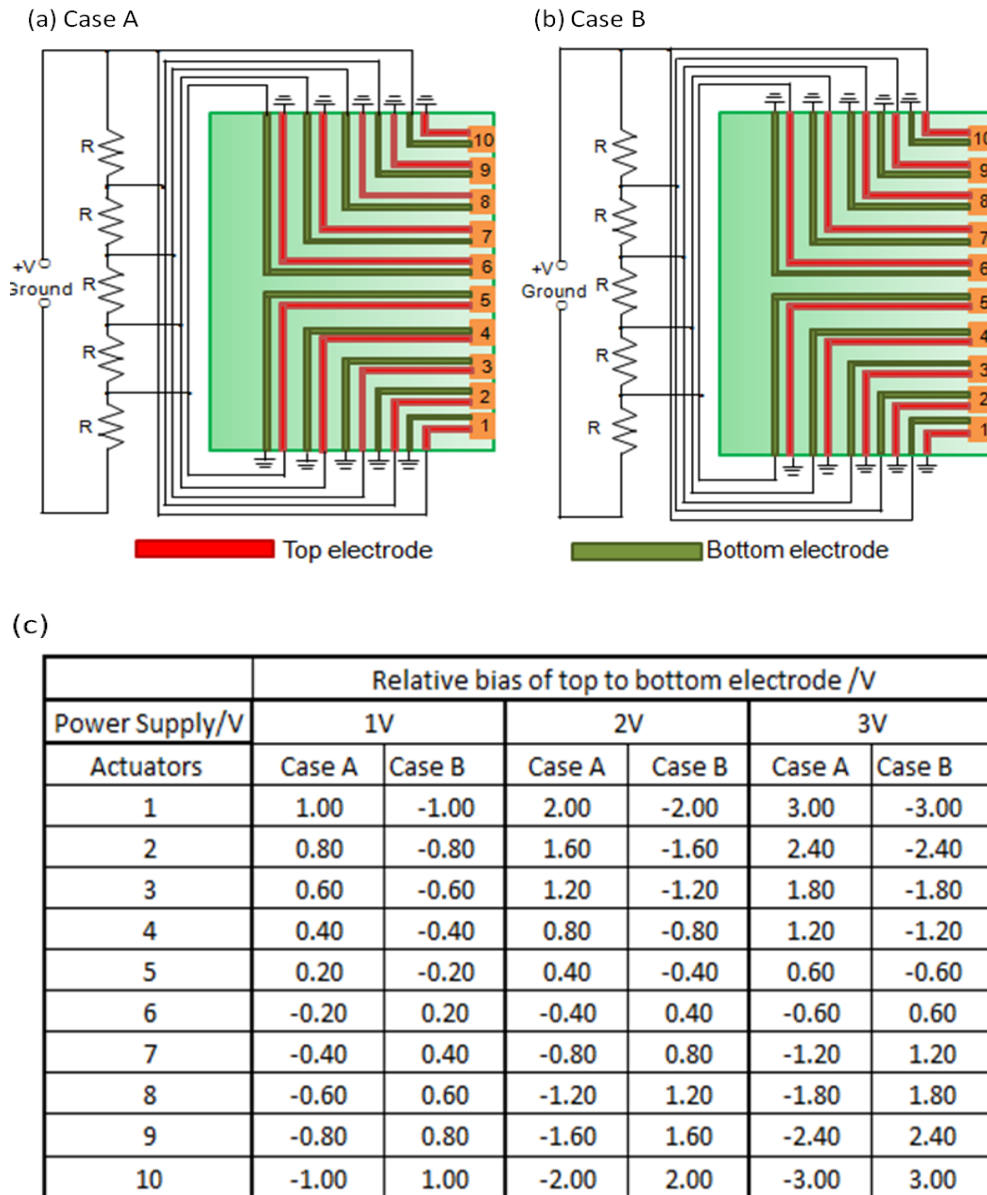 (a) Case A
(b) Case B
R
R
R
R
R
+V
Ground
10
9
8
7
6
5
4
3
2
1
R
R
R
R
R
+V
Ground
10
9
8
7
6
5
4
3
2
1
Top electrode
Bottom electrode
(c)
Relative bias of top to bottom electrode /V
Power Supply/V 1V 2V 3V
Actuators Case A Case B Case A Case B Case A Case B
1 1.00 -1.00 2.00 -2.00 3.00 -3.00
2 0.80 -0.80 1.60 -1.60 2.40 -2.40
3 0.60 -0.60 1.20 -1.20 1.80 -1.80
4 0.40 -0.40 0.80 -0.80 1.20 -1.20
5 0.20 -0.20 0.40 -0.40 0.60 -0.60
6 -0.20 0.20 -0.40 0.40 -0.60 0.60
7 -0.40 0.40 -0.80 0.80 -1.20 1.20
8 -0.60 0.60 -1.20 1.20 -1.80 1.80
9 -0.80 0.80 -1.60 1.60 -2.40 2.40
10 -1.00 1.00 -2.00 2.00 -3.00 3.00